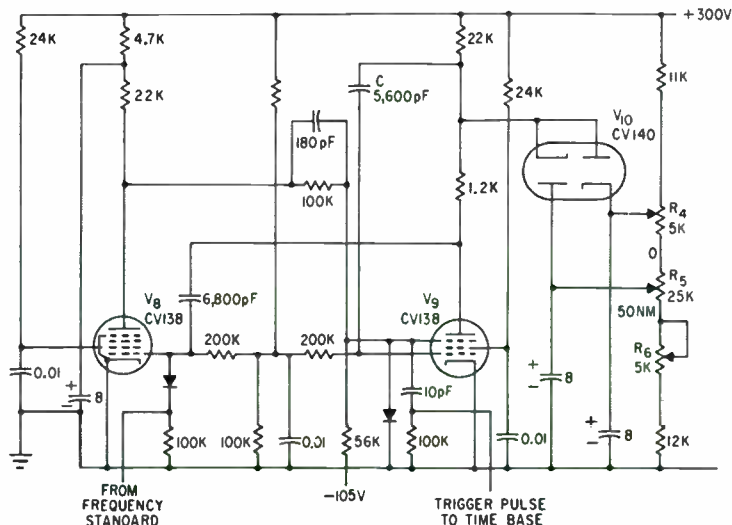 +300V
24K
4.7K
22K
22K
C
5,600pF
24K
11K
V10
CV140
180pF
100K
1.2K
R4
5K
0
R5
25K
50NM
6,800pF
V8
CV138
V9
CV138
200K
200K
R6
5K
0.01
+
-
8
10pF
+
-
8
100K
100K
0.01
56K
100K
0.01
+
-
8
12K
-105V
FROM
FREQUENCY
STANDARD
TRIGGER PULSE
TO TIME BASE